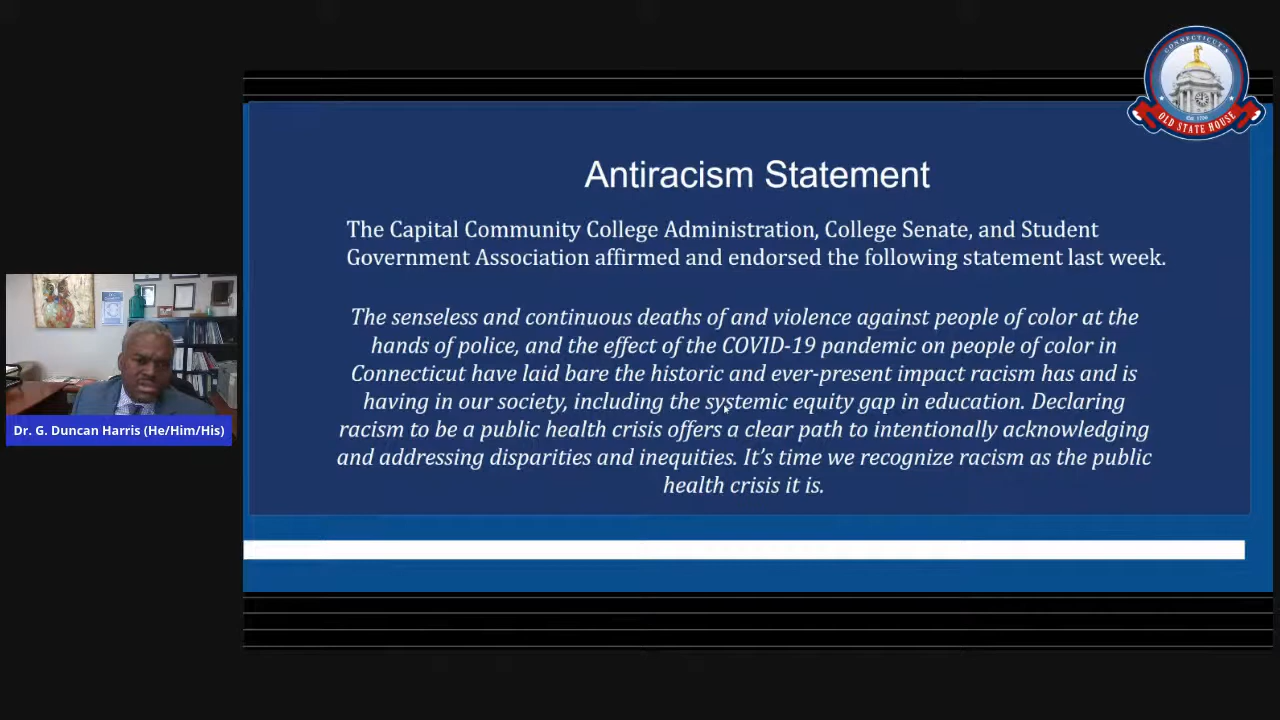 CONNECTICUT'S
OLD STATE HOUSE
Antiracism Statement
The Capital Community College Administration, College Senate, and Student
Government Association affirmed and endorsed the following statement last week.
The senseless and continuous deaths of and violence against people of color at the
hands of police, and the effect of the COVID-19 pandemic on people of color in
Connecticut have laid bare the historic and ever-present impact racism has and is
having in our society, including the systemic equity gap in education. Declaring
racism to be a public health crisis offers a clear path to intentionally acknowledging
and addressing disparities and inequities. It’s time we recognize racism as the public
health crisis it is.
Dr. G. Duncan Harris (He/Him/His)